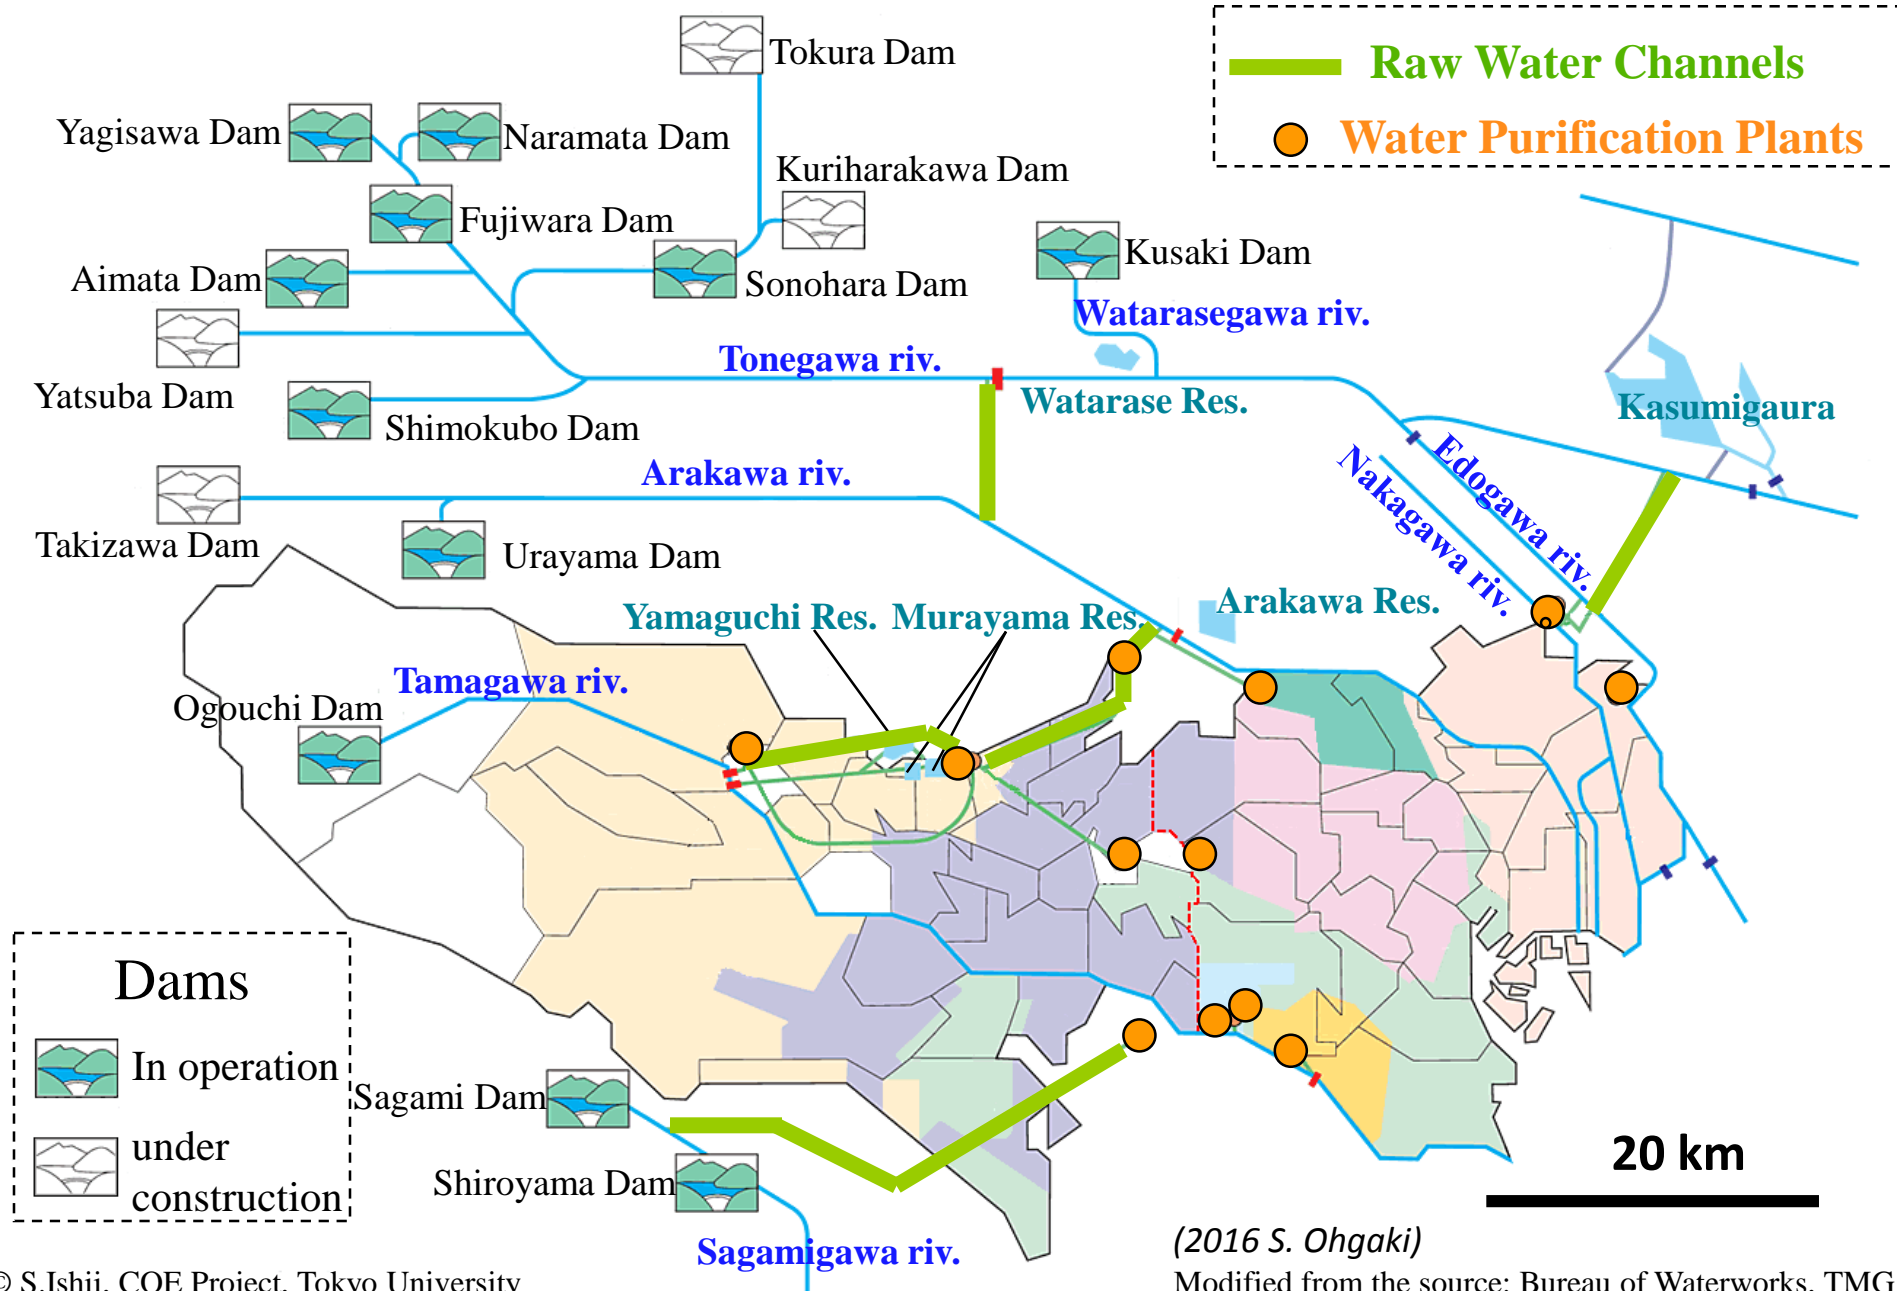 Tokura Dam
Raw Water Channels
Water Purification Plants
Yagisawa Dam
Naramata Dam
Kuriharakawa Dam
Fujiwara Dam
Kusaki Dam
Aimata Dam
Sonohara Dam
Watarasegawa riv.
Tonegawa riv.
Yatsuba Dam
Watarase Res.
Kasumigaura
Shimokubo Dam
Edogawa riv.
Nakagawa riv.
Arakawa riv.
Takizawa Dam
Urayama Dam
Yamaguchi Res.
Murayama Res.
Arakawa Res.
Tamagawa riv.
Ogouchi Dam
Dams
In operation
under
construction
Sagami Dam
Shiroyama Dam
Sagamigawa riv.
20 km
(2016 S. Ohgaki)
© S.Ishii, COE Project, Tokyo University
Modified from the source: Bureau of Waterworks, TMG